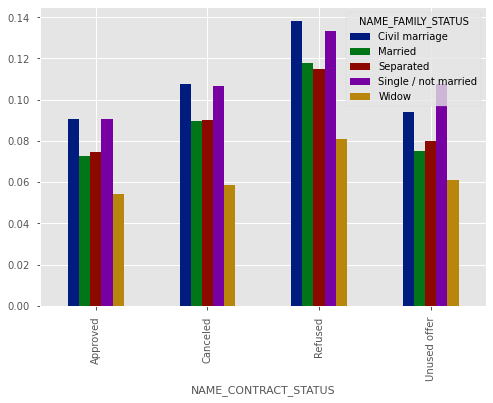 0.14
0.12
0.10
0.08
0.06
0.04
0.02
0.00
NAME_FAMILY_STATUS
Civil marriage
Married
Separated
Single / not married
Widow
Approved
Canceled
Refused
Unused offer
NAME_CONTRACT_STATUS